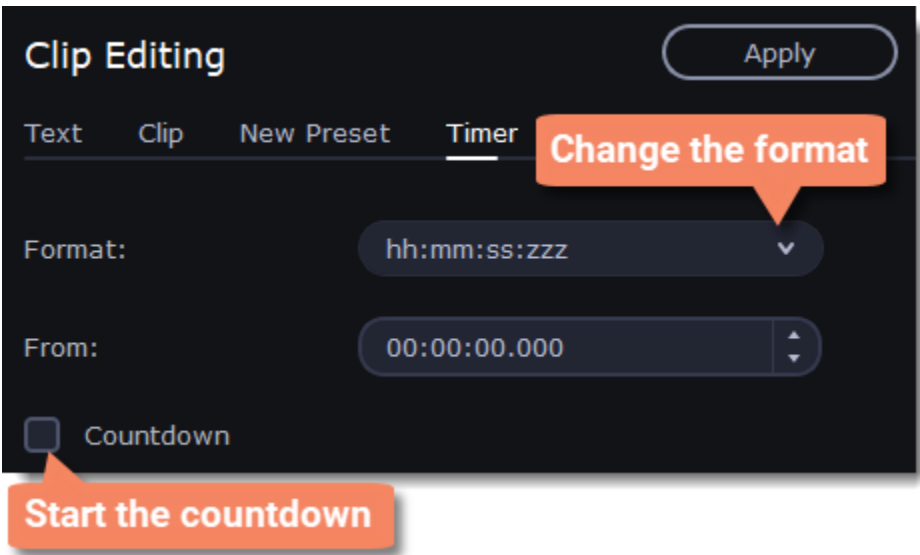 Clip Editing
Apply
Text
Clip
New Preset
Timer
Change the format
Format:
hh:mm:ss:zzz
From:
00:00:00.000
Countdown
Start the countdown